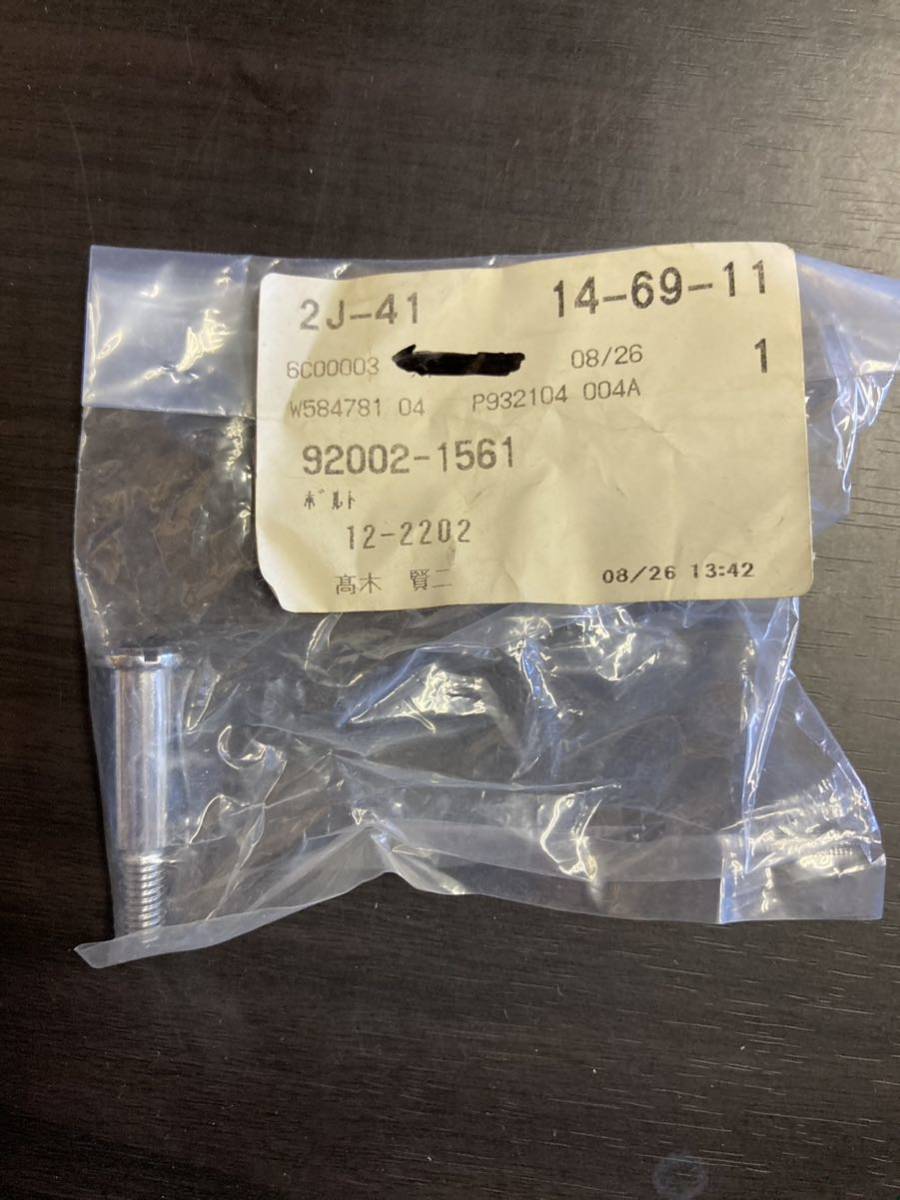 2J-41 14-69-11
6C00003 08/26 1
W584781 04 P932104 004A
92002-1561
ボルト
12-2202
髙木 賢二 08/26 13:42